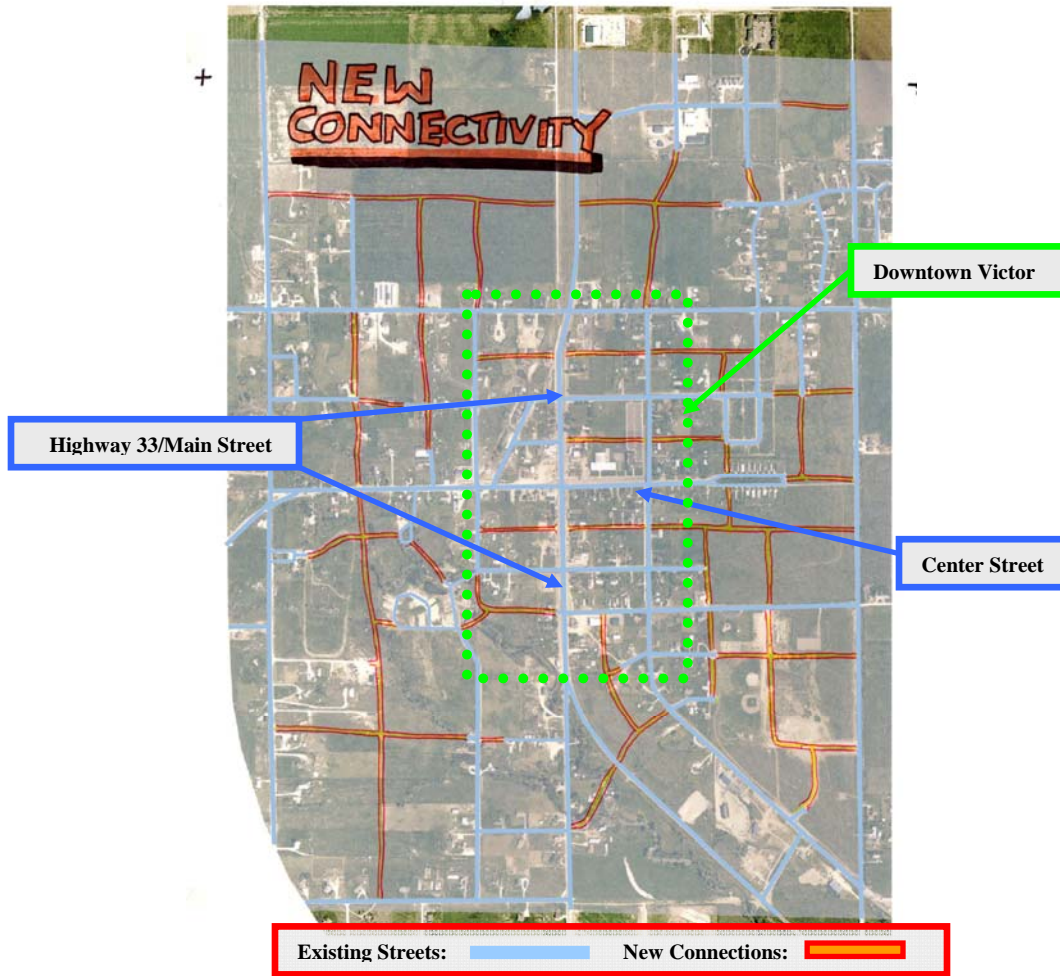 NEW
CONNECTIVITY
Downtown Victor
Highway 33/Main Street
Center Street
Existing Streets: New Connections: